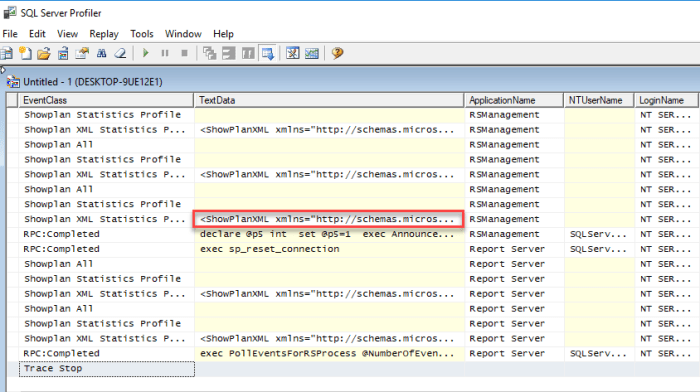 SQL Server Profiler
File Edit View Replay Tools Window Help
Untitled - 1 (DESKTOP-9UE12E1)
EventClass TextData ApplicationName NTUserName LoginName
Showplan Statistics Profile RSManagement NT SER...
Showplan XML Statistics P... <ShowPlanXML xmlns="http://schemas.micros... RSManagement NT SER...
Showplan All RSManagement NT SER...
Showplan Statistics Profile RSManagement NT SER...
Showplan XML Statistics P... <ShowPlanXML xmlns="http://schemas.micros... RSManagement NT SER...
Showplan All RSManagement NT SER...
Showplan Statistics Profile RSManagement NT SER...
Showplan XML Statistics P... <ShowPlanXML xmlns="http://schemas.micros... RSManagement NT SER...
RPC:Completed declare @p5 int set @p5=1 exec Announce... RSManagement SQLServ... NT SER...
RPC:Completed exec sp_reset_connection Report Server SQLServ... NT SER...
Showplan All Report Server NT SER...
Showplan Statistics Profile Report Server NT SER...
Showplan XML Statistics P... <ShowPlanXML xmlns="http://schemas.micros... Report Server NT SER...
Showplan All Report Server NT SER...
Showplan Statistics Profile Report Server NT SER...
Showplan XML Statistics P... <ShowPlanXML xmlns="http://schemas.micros... Report Server NT SER...
RPC:Completed exec PollEventsForRSProcess @NumberOfEven... Report Server SQLServ... NT SER...
Trace Stop